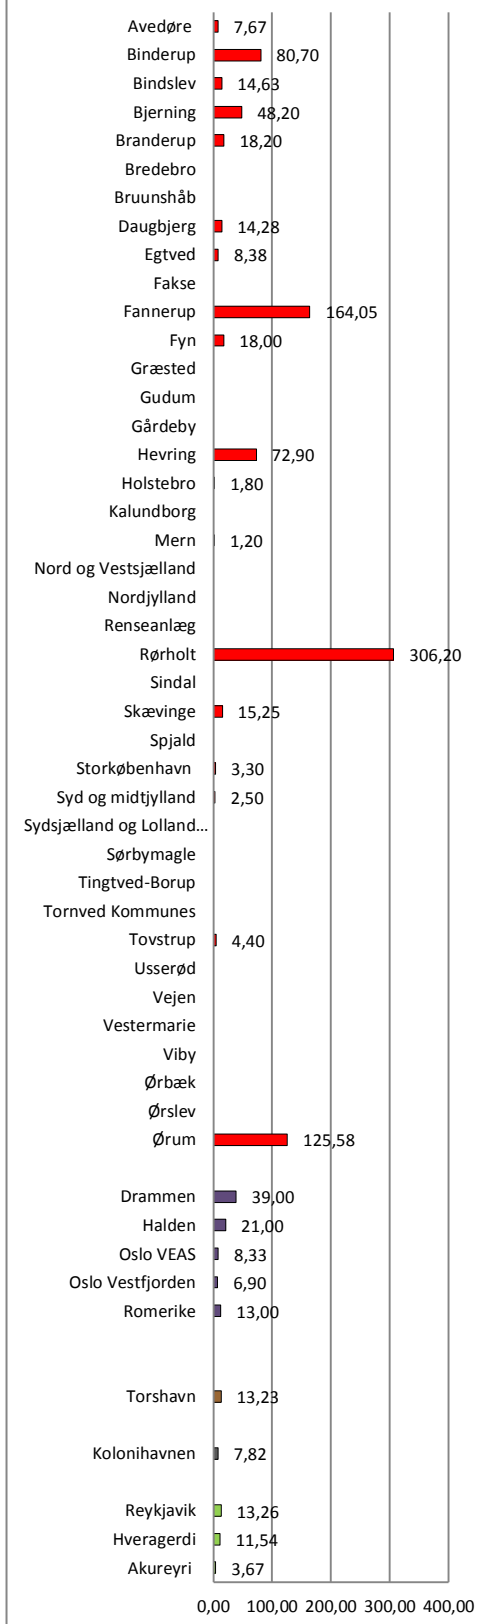 Avedøre 7,67
Binderup 80,70
Bindslev 14,63
Bjerning 48,20
Branderup 18,20
Bredebro
Bruunshåb
Daugbjerg 14,28
Egtved 8,38
Fakse
Fannerup 164,05
Fyn 18,00
Græsted
Gudum
Gårdeby
Hevring 72,90
Holstebro 1,80
Kalundborg
Mern 1,20
Nord og Vestsjælland
Nordjylland
Renseanlæg
Rørholt 306,20
Sindal
Skævinge 15,25
Spjald
Storkøbenhavn 3,30
Syd og midtjylland 2,50
Sydsjælland og Lolland...
Sørbymagle
Tingtved-Borup
Tornved Kommunes
Tovstrup 4,40
Usserød
Vejen
Vestermarie
Viby
Ørbæk
Ørslev
Ørum 125,58
Drammen 39,00
Halden 21,00
Oslo VEAS 8,33
Oslo Vestfjorden 6,90
Romerike 13,00
Torshavn 13,23
Kolonihavnen 7,82
Reykjavik 13,26
Hveragerdi 11,54
Akureyri 3,67
0,00 100,00 200,00 300,00 400,00